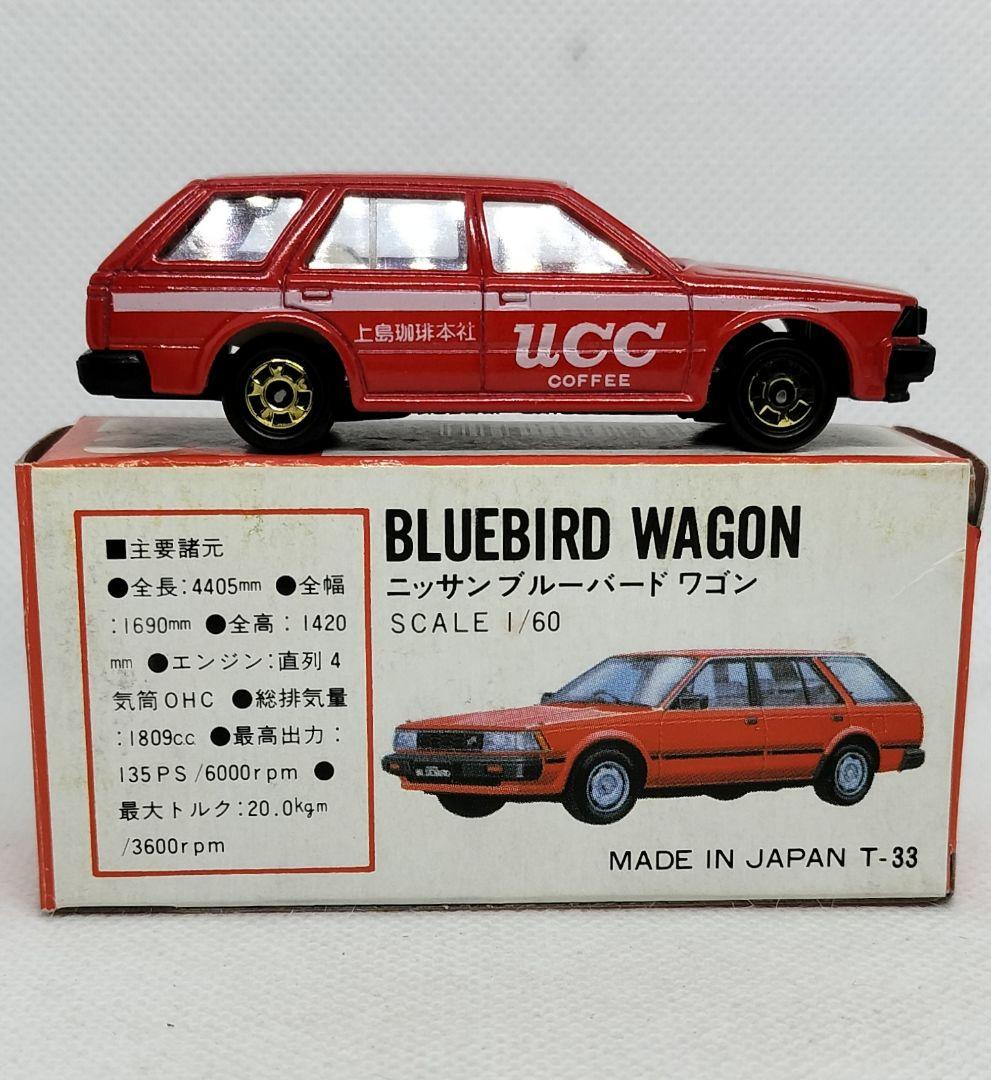 上島珈琲本社
UCC
COFFEE
■主要諸元
●全長:4405mm ●全幅
:1690mm ●全高:1420
mm ●エンジン:直列4
気筒OHC ●総排気量
:1809c.c. ●最高出力:
135PS/6000rpm ●
最大トルク:20.0kgm
/3600rpm
BLUEBIRD WAGON
ニッサンブルーバード ワゴン
SCALE 1/60
BLUEBIRD
MADE IN JAPAN T-33